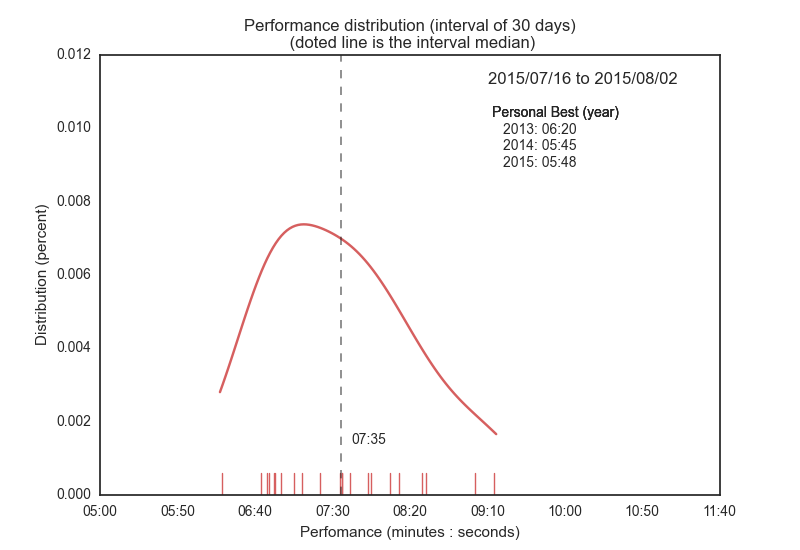 Performance distribution (interval of 30 days)
(doted line is the interval median)
0.012
2015/07/16 to 2015/08/02
Personal Best (year)
2013: 06:20
2014: 05:45
2015: 05:48
0.010
0.008
0.006
0.004
0.002
0.000
Distribution (percent)
07:35
05:00 05:50 06:40 07:30 08:20 09:10 10:00 10:50 11:40
Perfomance (minutes : seconds)